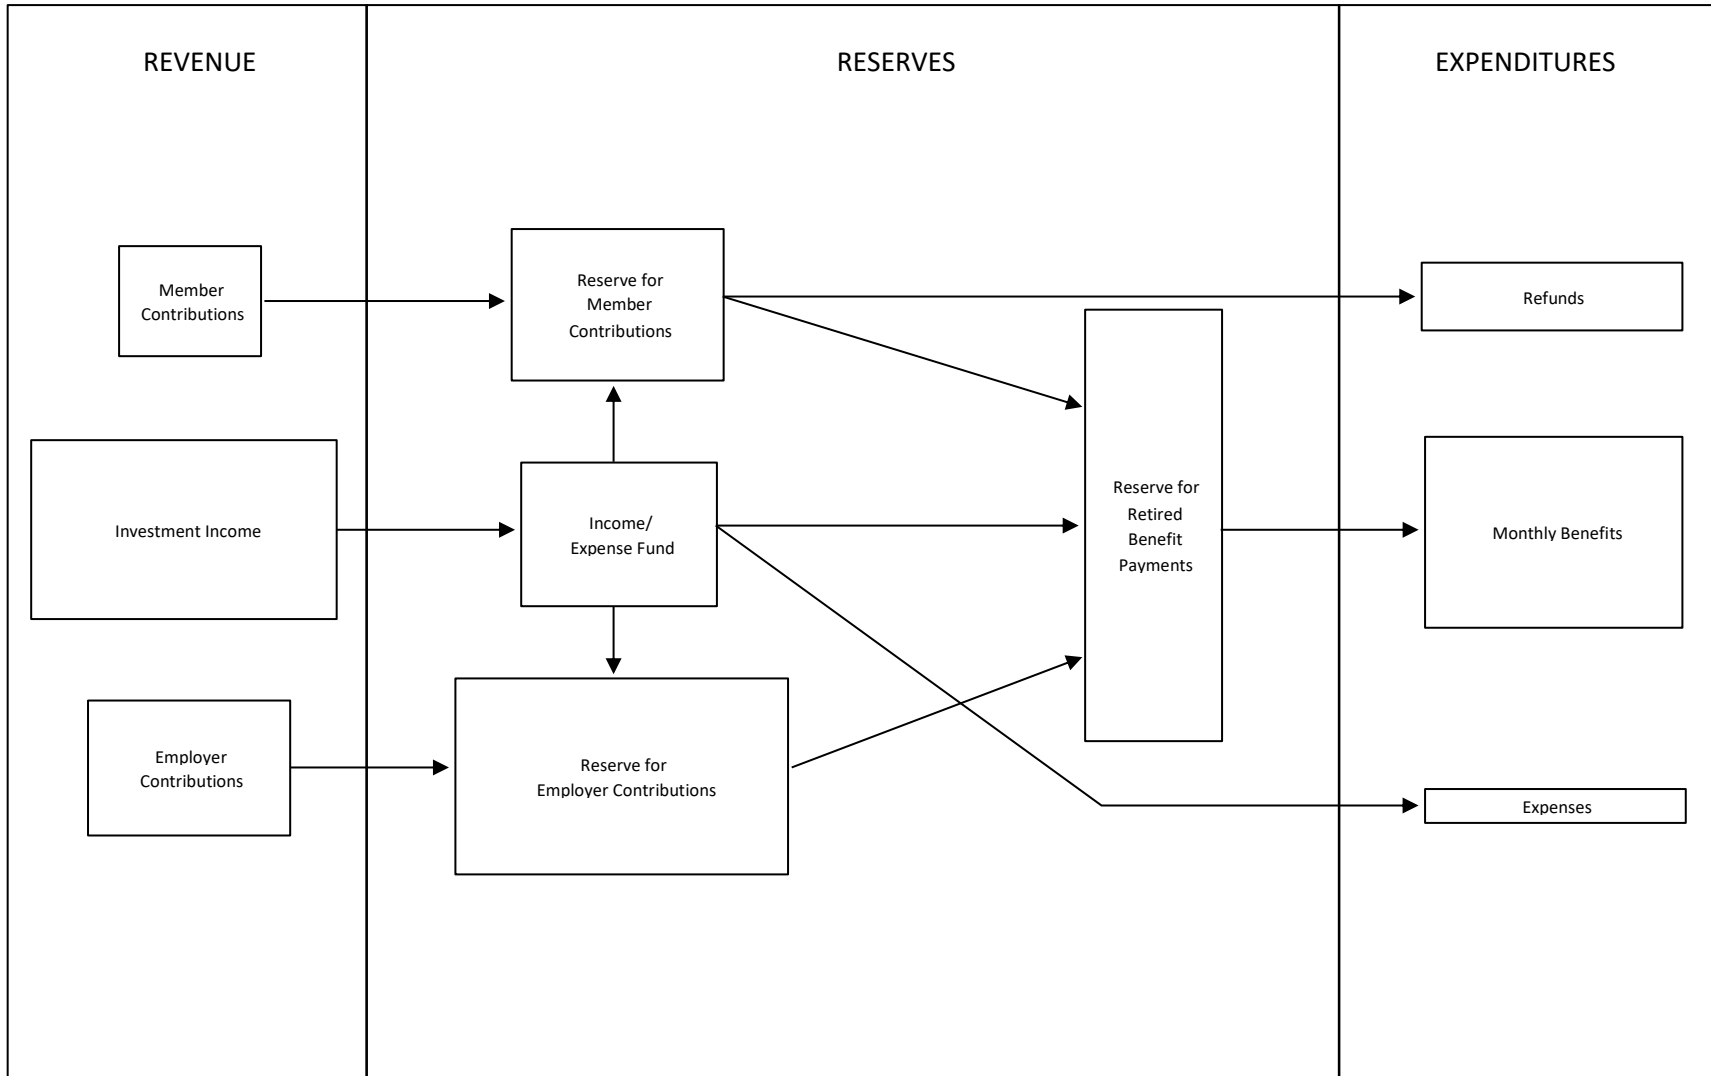 REVENUE
RESERVES
EXPENDITURES
Member
Contributions
Reserve for
Member
Contributions
Refunds
Investment Income
Income/
Expense Fund
Reserve for
Retired
Benefit
Payments
Monthly Benefits
Employer
Contributions
Reserve for
Employer Contributions
Expenses